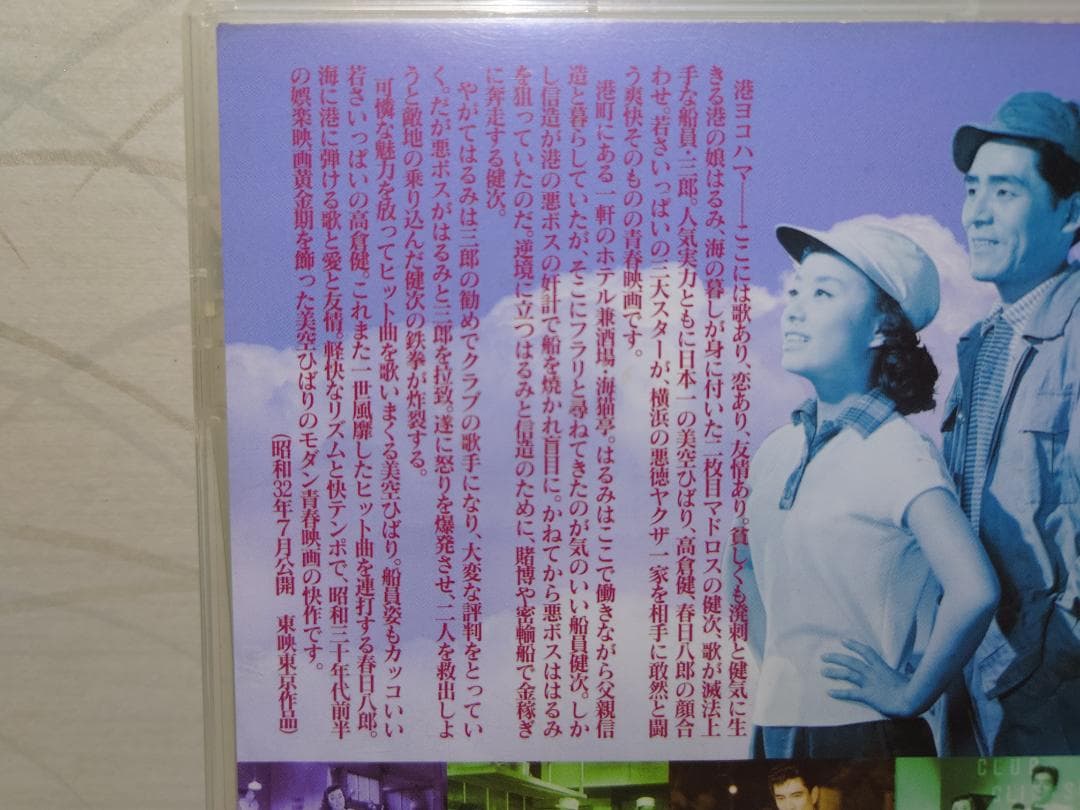 港ヨコハマ――ここには歌あり、恋あり、友情あり。貧しくも溌剌と健気に生
きる港の娘はるみ、海の暮しが身に付いた二枚目マドロスの健次、歌が滅法上
手な船員・三郎。人気実力ともに日本一の美空ひばり、高倉健、春日八郎の顔合
わせ。若さいっぱいの三大スターが、横浜の悪徳ヤクザ一家を相手に敢然と闘
う爽快そのものの青春映画です。
港町にある一軒のホテル兼酒場・海猫亭。はるみはここで働きながら父親信
造と暮らしていたが、そこにフラリと尋ねてきたのが気のいい船員健次。しか
し信造が港の悪ボスの奸計で船を焼かれ盲目に。かねてから悪ボスははるみ
を狙っていたのだ。逆境に立つはるみと信造のために、賭博や密輸船で金稼ぎ
に奔走する健次。
やがてはるみは三郎の勧めでクラブの歌手になり、大変な評判をとってい
く。だが悪ボスがはるみと三郎を拉致。遂に怒りを爆発させ、二人を救出しよ
うと敵地の乗り込んだ健次の鉄拳が炸裂する。
可憐な魅力を放ってヒット曲を歌いまくる美空ひばり。船員姿もカッコいい
若さいっぱいの高倉健。これまた一世風靡したヒット曲を連打する春日八郎。
海に港に弾ける歌と愛と友情。軽快なリズムと快テンポで、昭和三十年代前半
の娯楽映画黄金期を飾った美空ひばりのモダン青春映画の快作です。
(昭和32年7月公開 東映東京作品)
CLUB